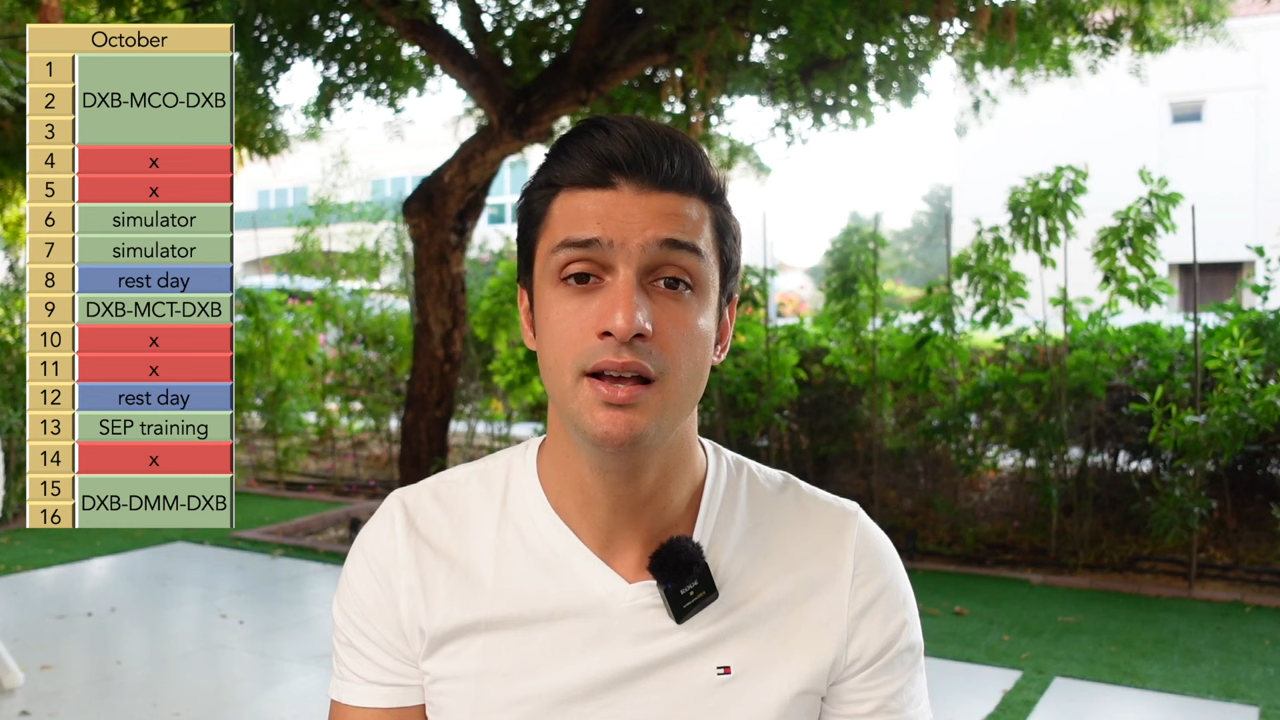 October
1
2 DXB-MCO-DXB
3
4 x
5 x
6 simulator
7 simulator
8 rest day
9 DXB-MCT-DXB
10 x
11 x
12 rest day
13 SEP training
14 x
15
DXB-DMM-DXB
16